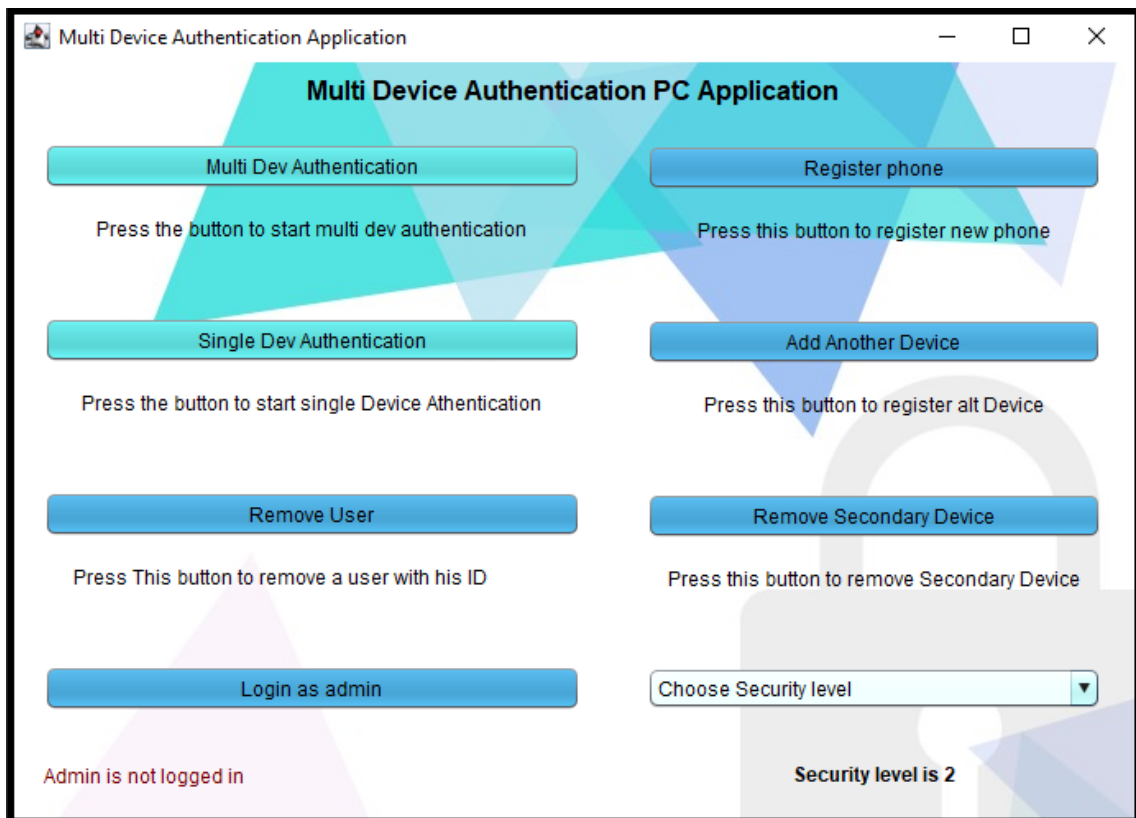 Multi Device Authentication Application
Multi Device Authentication PC Application
Multi Dev Authentication
Register phone
Press the button to start multi dev authentication
Press this button to register new phone
Single Dev Authentication
Add Another Device
Press the button to start single Device Athentication
Press this button to register alt Device
Remove User
Remove Secondary Device
Press This button to remove a user with his ID
Press this button to remove Secondary Device
Login as admin
Choose Security level
Admin is not logged in
Security level is 2